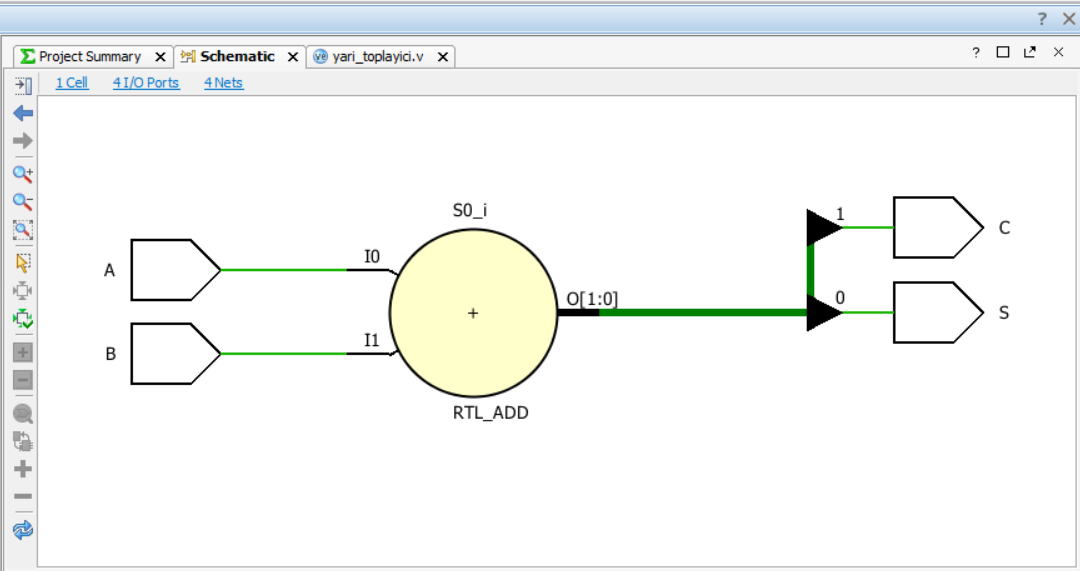 Project Summary Schematic yari_toplayici.v
1 Cell 4 I/O Ports 4 Nets
S0_i
A I0
B I1
+
O[1:0]
RTL_ADD
1 C
0 S